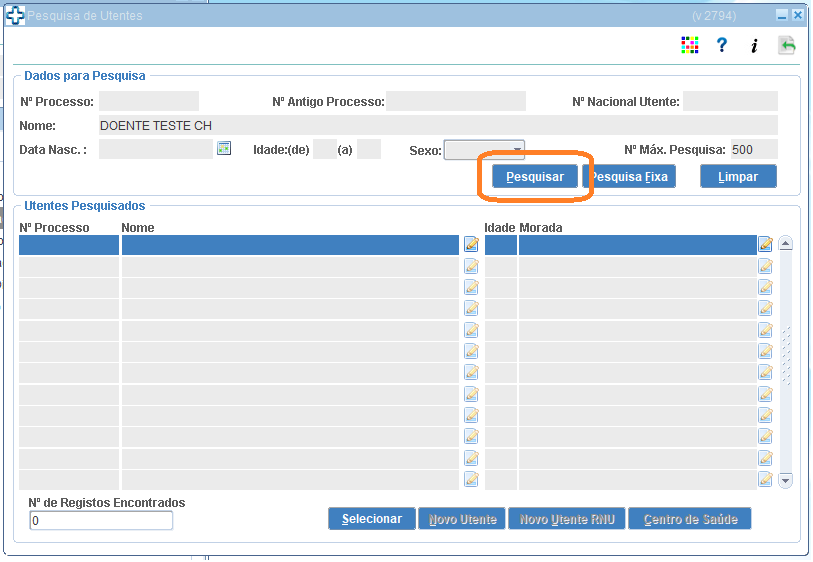 Pesquisa de Utentes (v 2794)
? i
Dados para Pesquisa
Nº Processo: Nº Antigo Processo: Nº Nacional Utente:
Nome: DOENTE TESTE CH
Data Nasc.: Idade:(de) (a) Sexo: Nº Máx. Pesquisa: 500
Pesquisar Pesquisa Fixa Limpar
Utentes Pesquisados
Nº Processo Nome Idade Morada
Nº de Registos Encontrados
0
Selecionar Novo Utente Novo Utente RNU Centro de Saúde